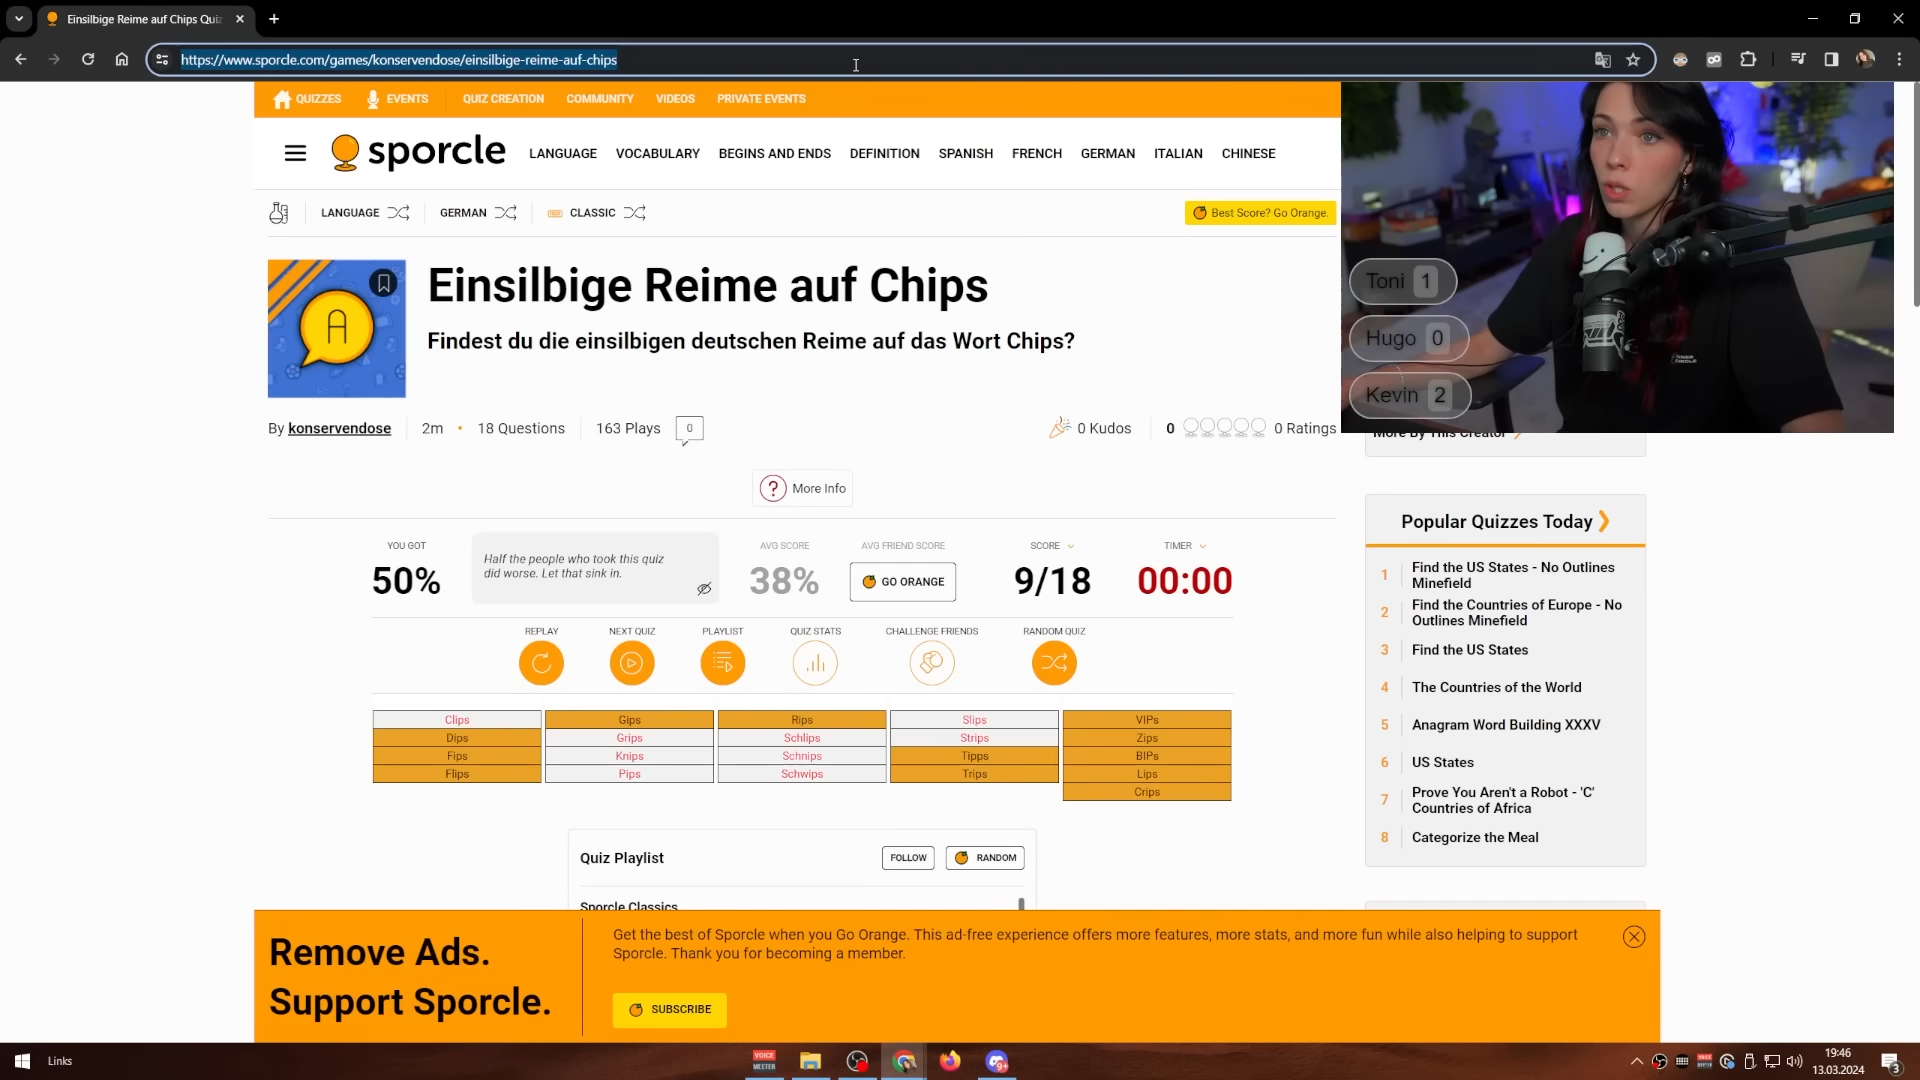 Einsilbige Reime auf Chips Quiz
https://www.sporcle.com/games/konservendose/einsilbige-reime-auf-chips
QUIZZES EVENTS QUIZ CREATION COMMUNITY VIDEOS PRIVATE EVENTS
sporcle LANGUAGE VOCABULARY BEGINS AND ENDS DEFINITION SPANISH FRENCH GERMAN ITALIAN CHINESE
LANGUAGE GERMAN CLASSIC Best Score? Go Orange.
A
Einsilbige Reime auf Chips
Findest du die einsilbigen deutschen Reime auf das Wort Chips?
Toni 1
Hugo 0
Kevin 2
By konservendose 2m • 18 Questions 163 Plays 0 0 Kudos 0 0 Ratings
More By This Creator
? More Info
YOU GOT
50%
Half the people who took this quiz
did worse. Let that sink in.
AVG SCORE
38%
AVG FRIEND SCORE
GO ORANGE
SCORE
9/18
TIMER
00:00
REPLAY NEXT QUIZ PLAYLIST QUIZ STATS CHALLENGE FRIENDS RANDOM QUIZ
Clips Gips Rips Slips VIPs
Dips Grips Schlips Strips Zips
Fips Knips Schnips Tipps BIPs
Flips Pips Schwips Trips Lips
Crips
Quiz Playlist FOLLOW RANDOM
Sporcle Classics
Popular Quizzes Today
1 Find the US States - No Outlines
Minefield
2 Find the Countries of Europe - No
Outlines Minefield
3 Find the US States
4 The Countries of the World
5 Anagram Word Building XXXV
6 US States
7 Prove You Aren't a Robot - 'C'
Countries of Africa
8 Categorize the Meal
Remove Ads.
Support Sporcle.
Get the best of Sporcle when you Go Orange. This ad-free experience offers more features, more stats, and more fun while also helping to support
Sporcle. Thank you for becoming a member.
SUBSCRIBE
Links
VOICE
MEETER
9+
19:46
13.03.2024
3